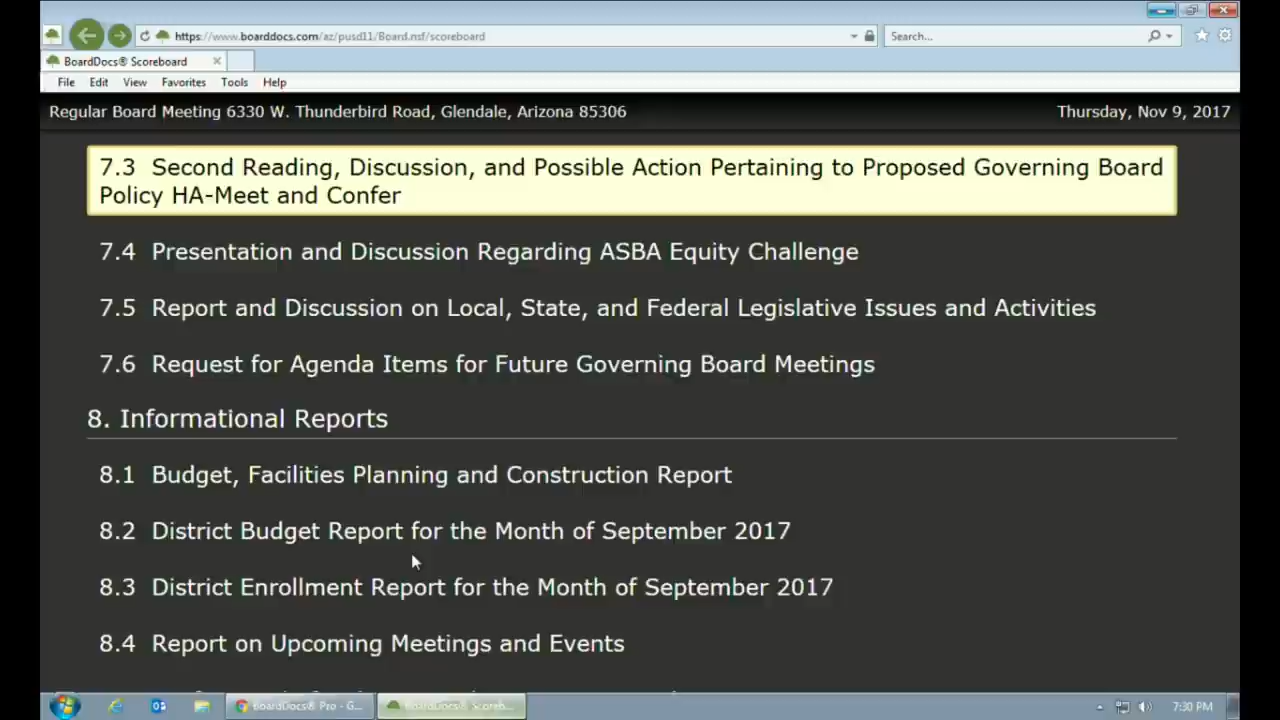 https://www.boarddocs.com/az/pusd11/Board.nsf/scoreboard
Search...
BoardDocs® Scoreboard
File Edit View Favorites Tools Help
Regular Board Meeting 6330 W. Thunderbird Road, Glendale, Arizona 85306
Thursday, Nov 9, 2017
7.3 Second Reading, Discussion, and Possible Action Pertaining to Proposed Governing Board
Policy HA-Meet and Confer
7.4 Presentation and Discussion Regarding ASBA Equity Challenge
7.5 Report and Discussion on Local, State, and Federal Legislative Issues and Activities
7.6 Request for Agenda Items for Future Governing Board Meetings
8. Informational Reports
8.1 Budget, Facilities Planning and Construction Report
8.2 District Budget Report for the Month of September 2017
8.3 District Enrollment Report for the Month of September 2017
8.4 Report on Upcoming Meetings and Events
BoardDocs® Pro - G...
BoardDocs® Scoreb...
7:30 PM